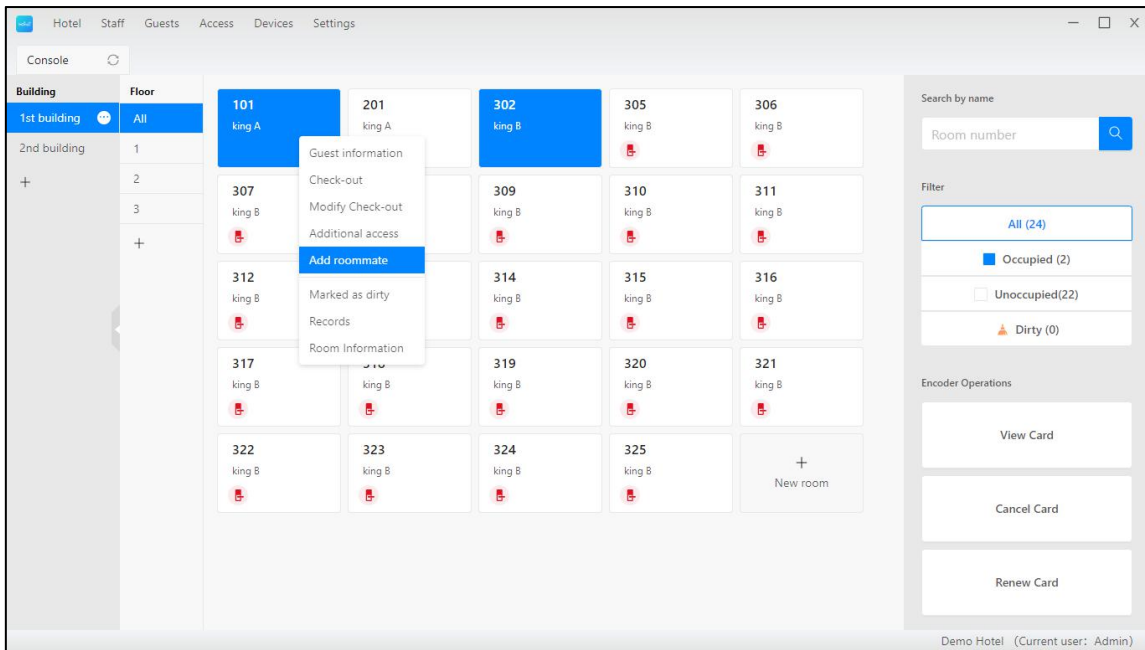 Hotel Staff Guests Access Devices Settings
Console
Building
1st building
2nd building
Floor
All
1
2
3
101
king A
201
king A
302
king B
305
king B
306
king B
Guest information
Check-out
Modify Check-out
Additional access
Add roommate
Marked as dirty
Records
Room Information
307
king B
309
king B
310
king B
311
king B
312
king B
314
king B
315
king B
316
king B
317
king B
king B
319
king B
320
king B
321
king B
322
king B
323
king B
324
king B
325
king B
+
New room
Search by name
Room number
Filter
All (24)
Occupied (2)
Unoccupied(22)
Dirty (0)
Encoder Operations
View Card
Cancel Card
Renew Card
Demo Hotel (Current user: Admin)